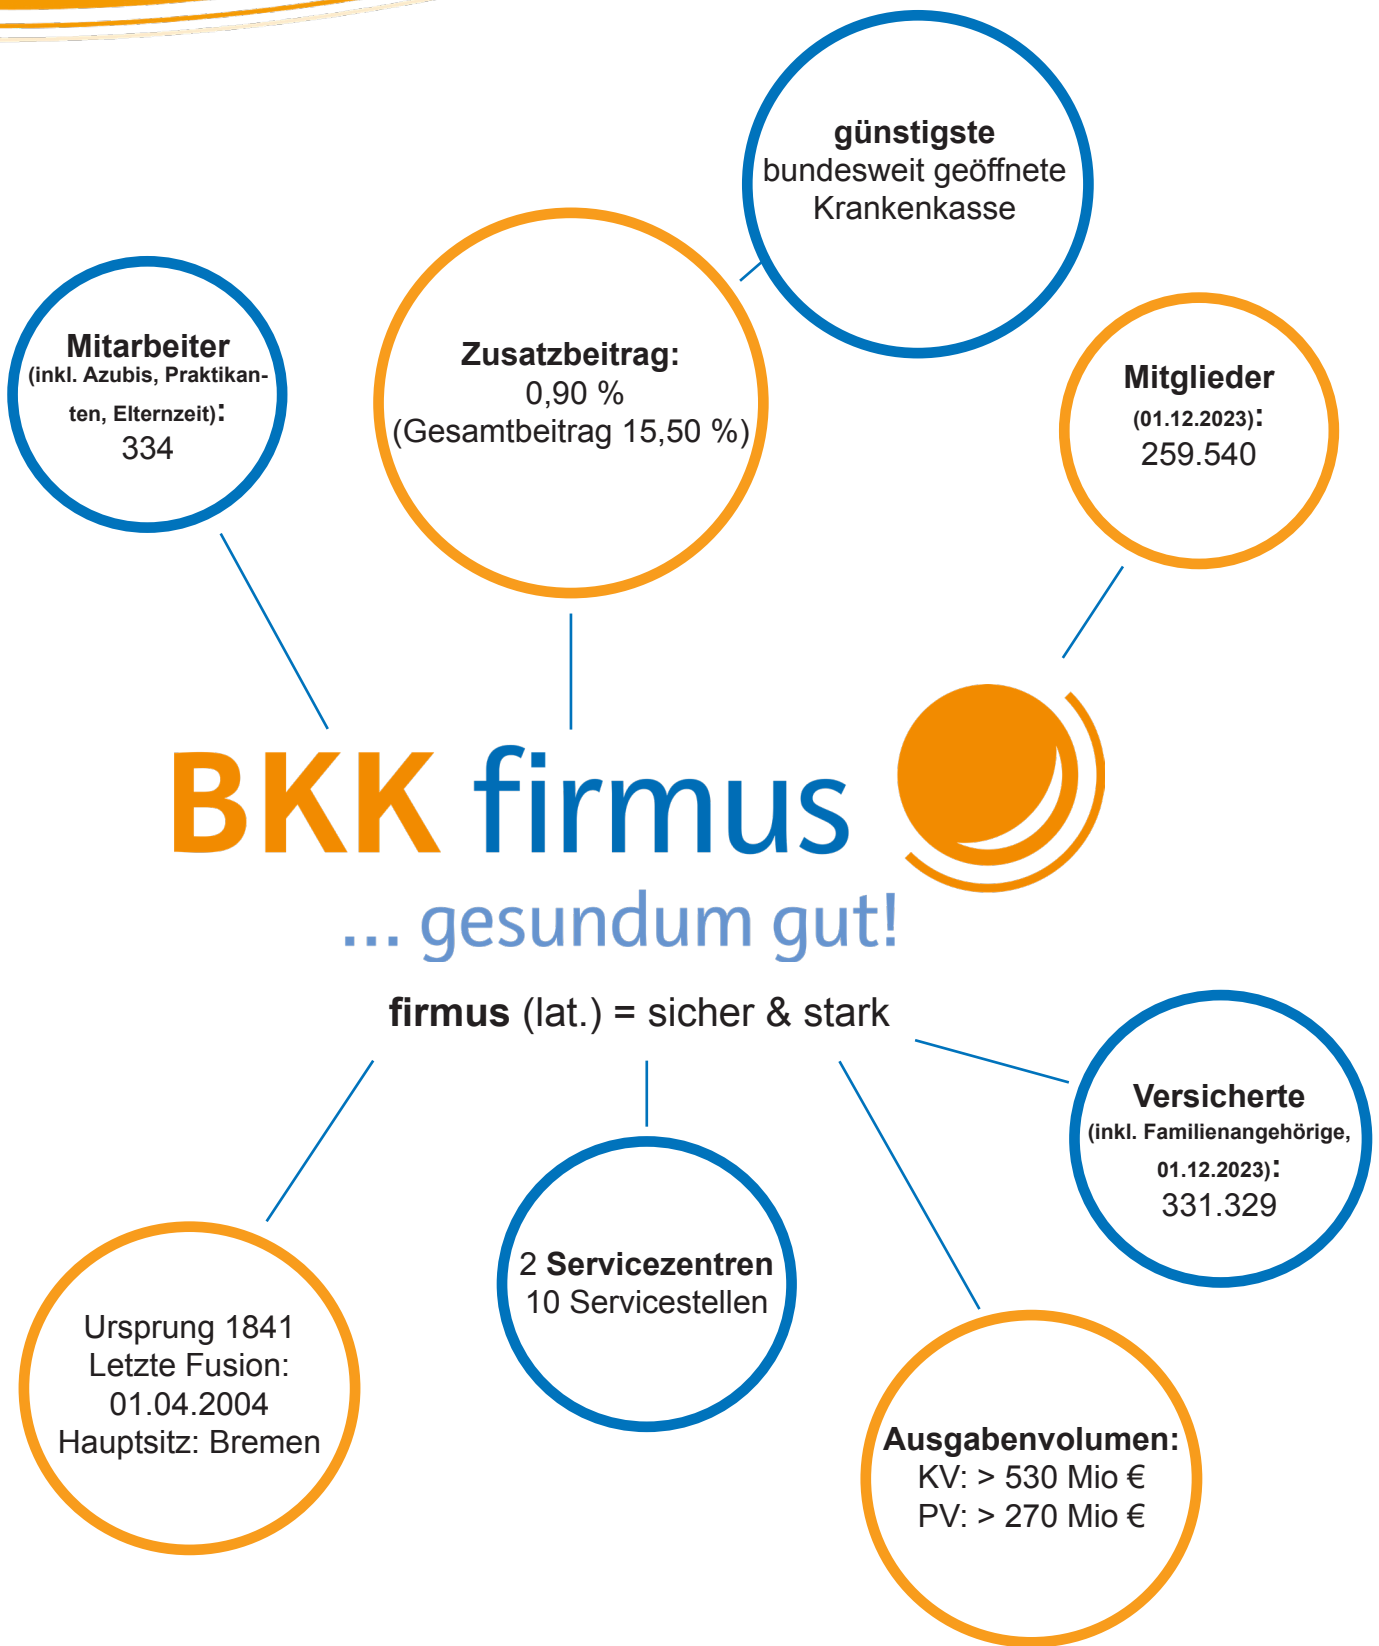 günstigste
bundesweit geöffnete
Krankenkasse
Mitarbeiter
(inkl. Azubis, Praktikan-
ten, Elternzeit):
334
Zusatzbeitrag:
0,90 %
(Gesamtbeitrag 15,50 %)
Mitglieder
(01.12.2023):
259.540
BKK firmus
... gesundum gut!
firmus (lat.) = sicher & stark
Versicherte
(inkl. Familienangehörige,
01.12.2023):
331.329
2 Servicezentren
10 Servicestellen
Ursprung 1841
Letzte Fusion:
01.04.2004
Hauptsitz: Bremen
Ausgabenvolumen:
KV: > 530 Mio €
PV: > 270 Mio €